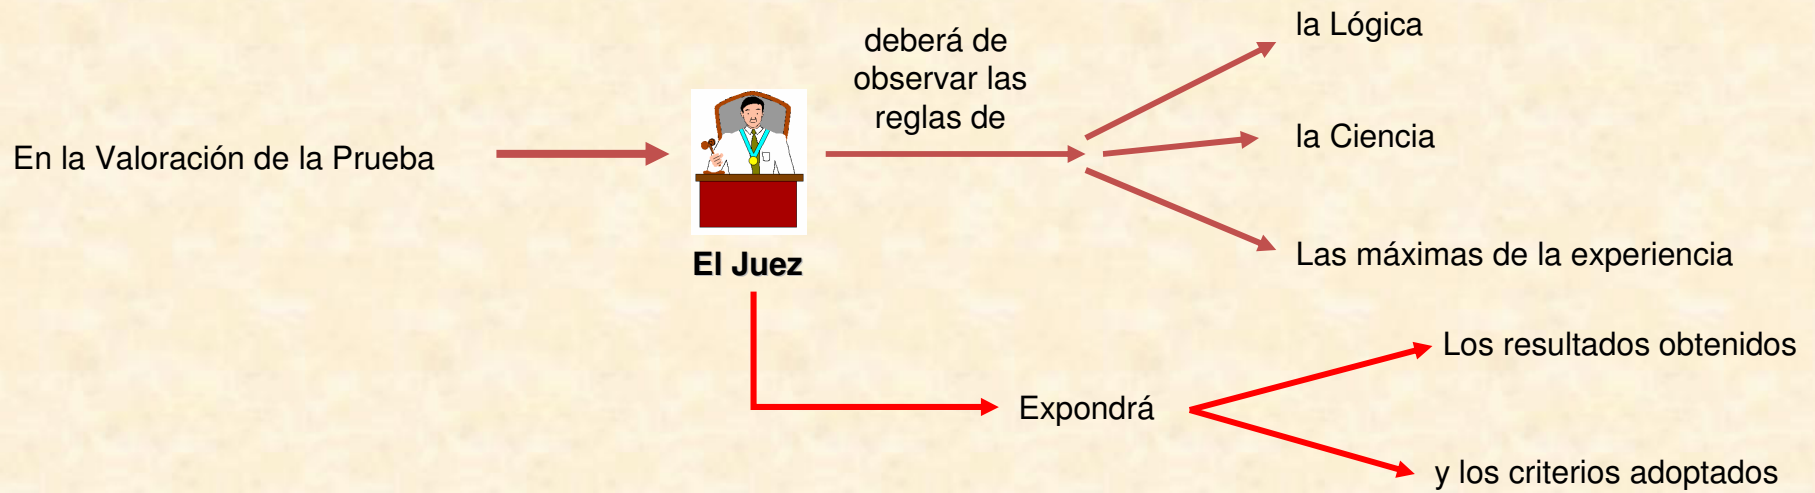 En la Valoración de la Prueba
El Juez
deberá de
observar las
reglas de
la Lógica
la Ciencia
Las máximas de la experiencia
Expondrá
Los resultados obtenidos
y los criterios adoptados